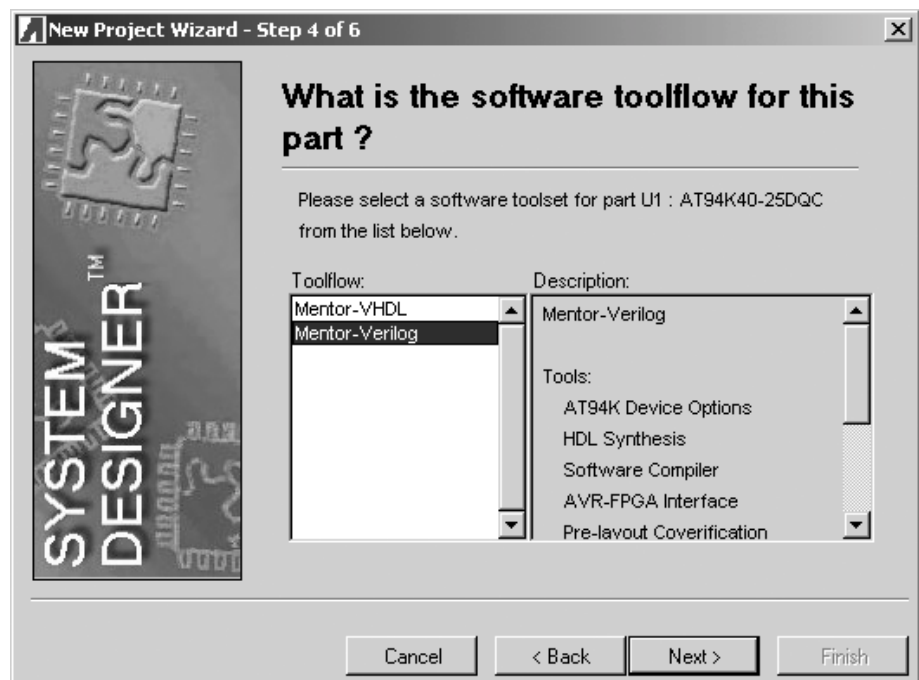 New Project Wizard - Step 4 of 6
What is the software toolflow for this
part ?
Please select a software toolset for part U1 : AT94K40-25DQC
from the list below.
Toolflow:
Mentor-VHDL
Mentor-Verilog
Description:
Mentor-Verilog
Tools:
AT94K Device Options
HDL Synthesis
Software Compiler
AVR-FPGA Interface
Pre-layout Coverification
SYSTEM
DESIGNER™
Cancel
< Back
Next >
Finish